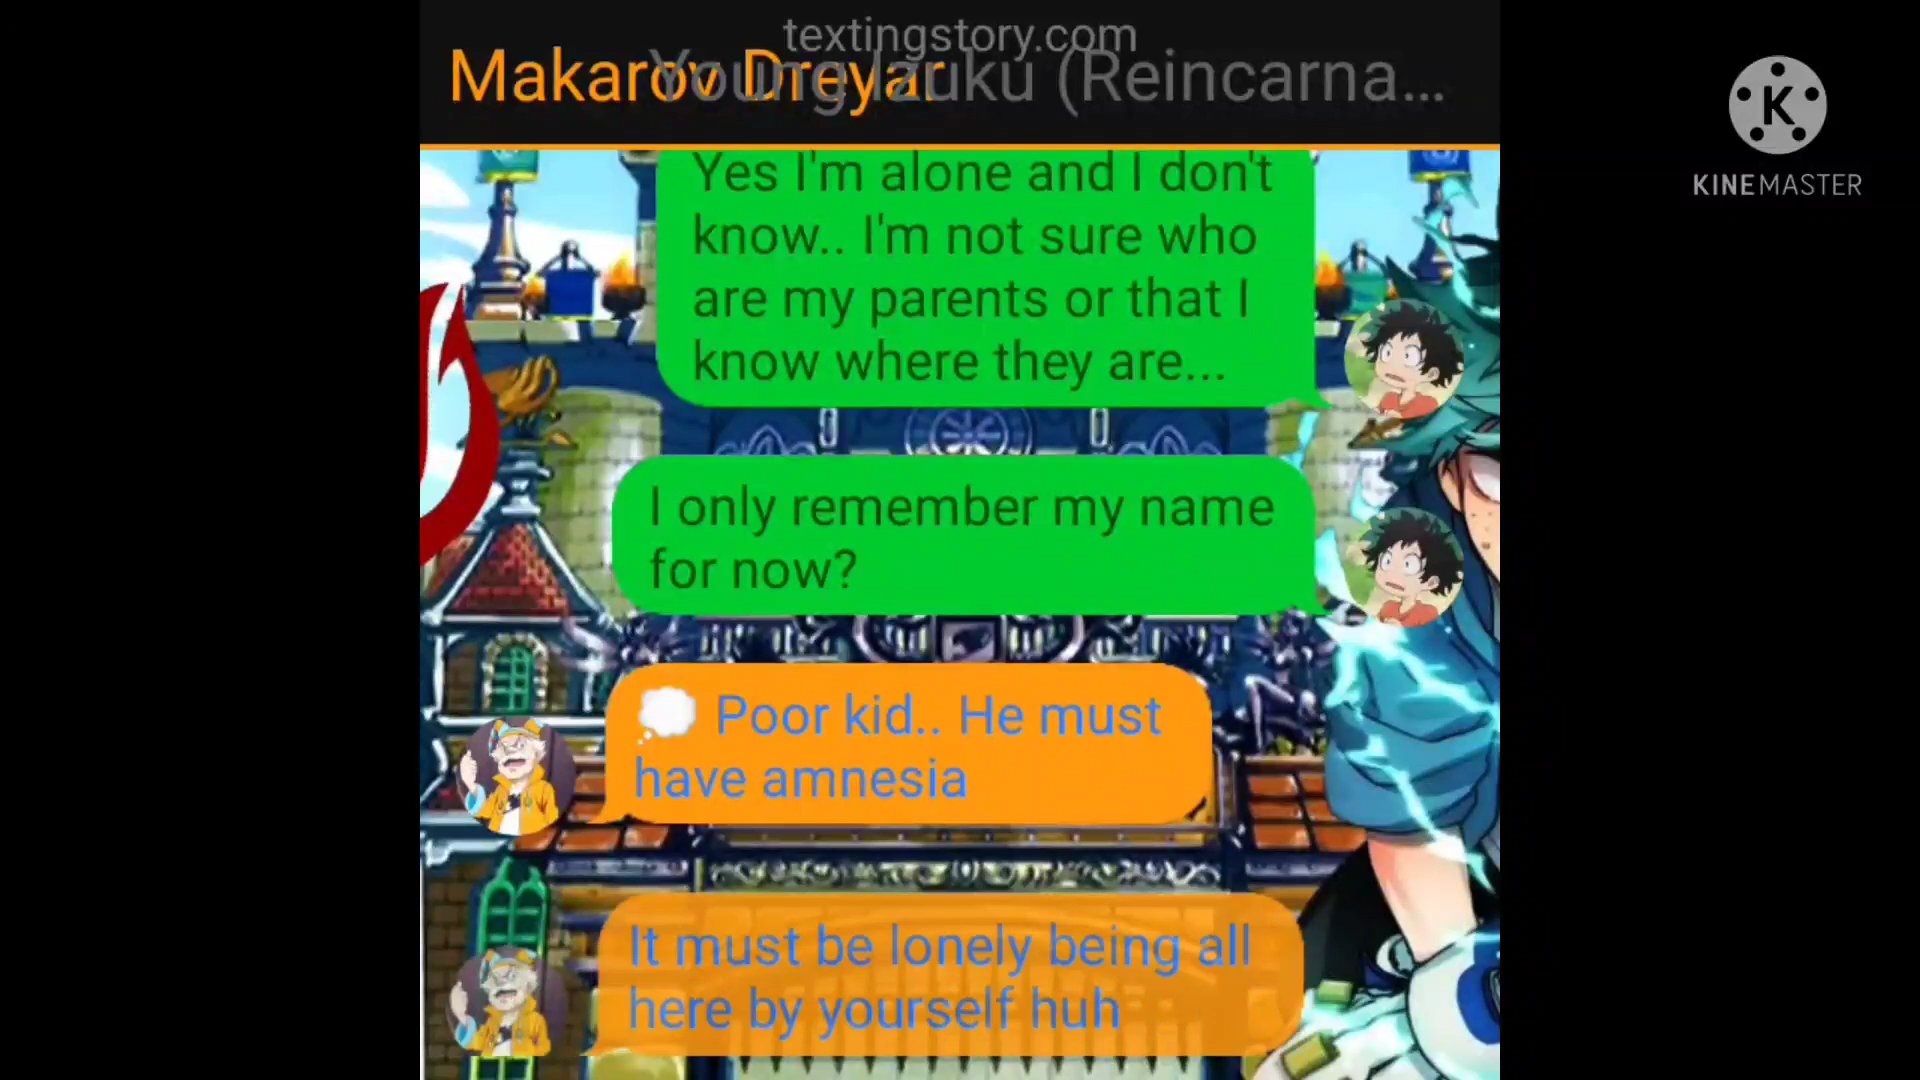 textingstory.com
Makarov Dreyar
Young Izuku (Reincarna...
K
KINEMASTER
Yes I'm alone and I don't
know.. I'm not sure who
are my parents or that I
know where they are...
I only remember my name
for now?
Poor kid.. He must
have amnesia
It must be lonely being all
here by yourself huh